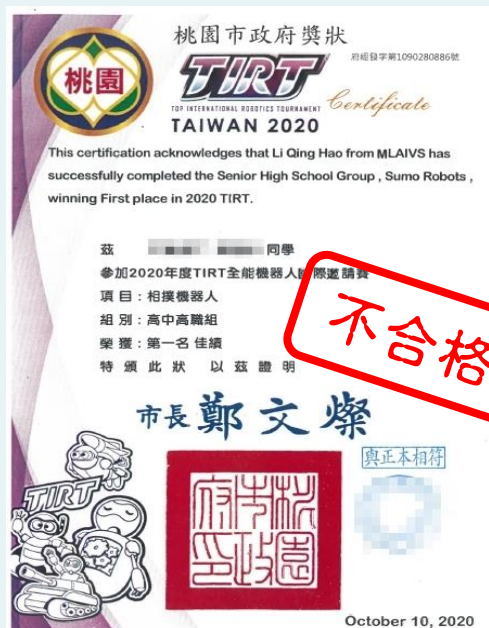 桃園市政府獎狀
府經發字第1090280886號
桃園
TIRT
TOP INTERNATIONAL ROBOTICS TOURNAMENT
Certificate
TAIWAN 2020
This certification acknowledges that Li Qing Hao from MLAIVS has
successfully completed the Senior High School Group , Sumo Robots ,
winning First place in 2020 TIRT.
茲 同學
參加2020年度TIRT全能機器人國際邀請賽
項目:相撲機器人
組別:高中高職組
榮獲:第一名 佳績
特頒此狀 以茲證明
不合格
市長 鄭文燦
與正本相符
TIRT
桃園市政府印
October 10, 2020